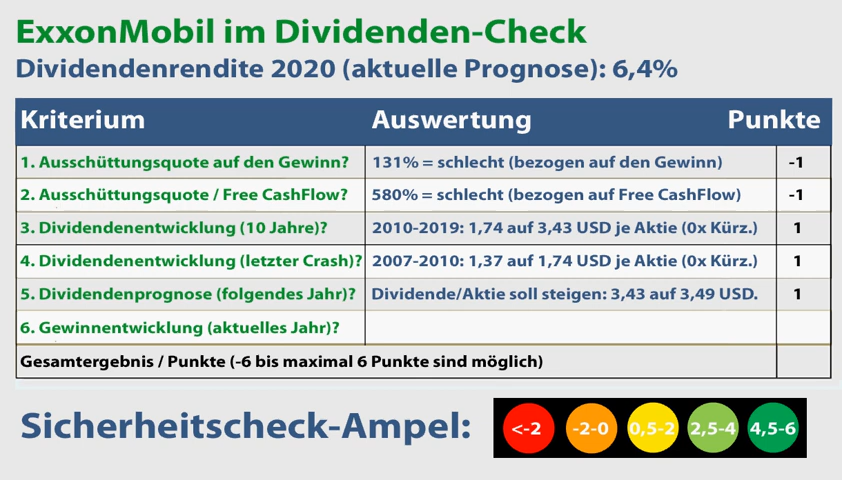 ExxonMobil im Dividenden-Check
Dividendenrendite 2020 (aktuelle Prognose): 6,4%
Kriterium Auswertung Punkte
1. Ausschüttungsquote auf den Gewinn? 131% = schlecht (bezogen auf den Gewinn) -1
2. Ausschüttungsquote / Free CashFlow? 580% = schlecht (bezogen auf Free CashFlow) -1
3. Dividendenentwicklung (10 Jahre)? 2010-2019: 1,74 auf 3,43 USD je Aktie (0x Kürz.) 1
4. Dividendenentwicklung (letzter Crash)? 2007-2010: 1,37 auf 1,74 USD je Aktie (0x Kürz.) 1
5. Dividendenprognose (folgendes Jahr)? Dividende/Aktie soll steigen: 3,43 auf 3,49 USD. 1
6. Gewinnentwicklung (aktuelles Jahr)?
Gesamtergebnis / Punkte (-6 bis maximal 6 Punkte sind möglich)
Sicherheitscheck-Ampel: <-2 -2-0 0,5-2 2,5-4 4,5-6